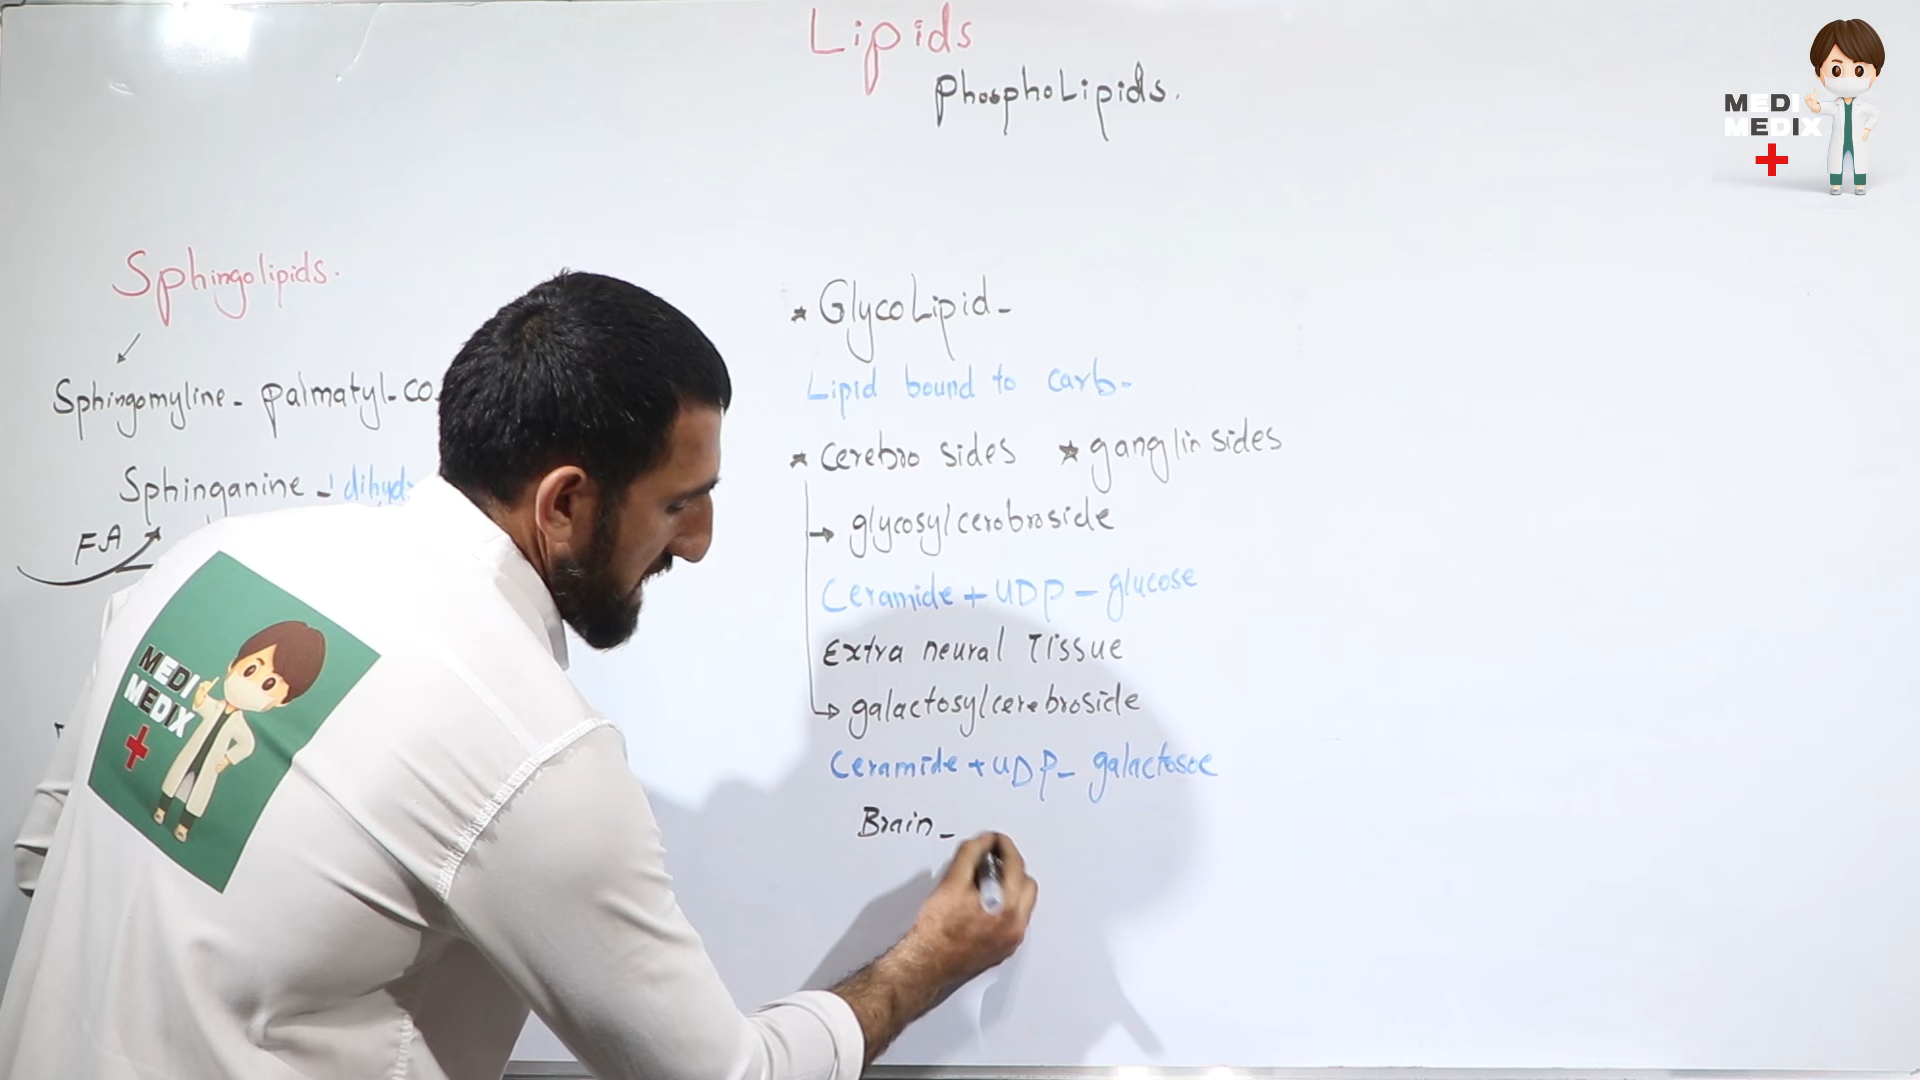 Lipids
PhosphoLipids.
MEDI
MEDIX
Sphingolipids.
Sphingomyline - palmatyl-co
Sphinganine - dihyd
FA
* GlycoLipid -
Lipid bound to carb -
* cerebro sides * ganglin sides
glycosylcerobroside
Ceramide + UDP - glucose
Extra neural Tissue
galactosylcerebroside
Ceramide + UDP - galactose
Brain -
MEDI
MEDIX